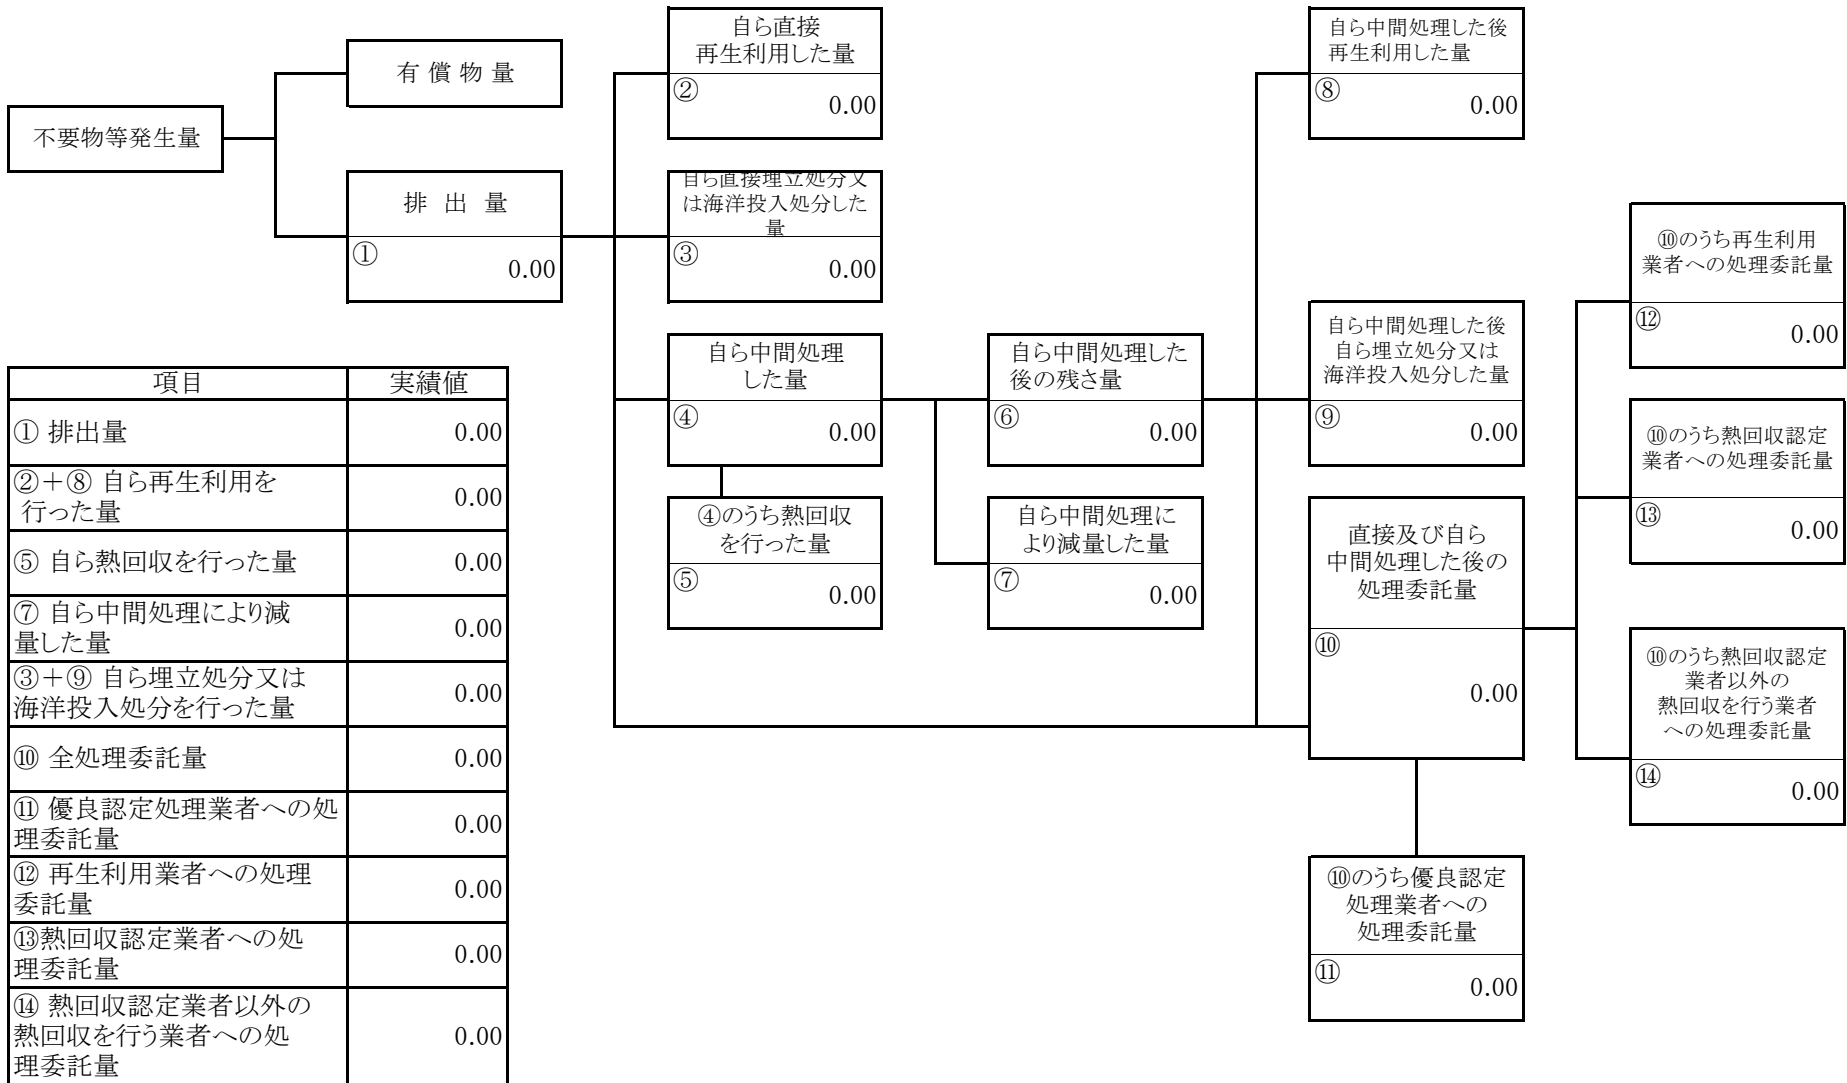 不要物等発生量
有 償 物 量
排 出 量
①
0.00
自ら直接
再生利用した量
②
0.00
自ら直接埋立処分又
は海洋投入処分した
量
③
0.00
自ら中間処理
した量
④
0.00
④のうち熱回収
を行った量
⑤
0.00
自ら中間処理した
後の残さ量
⑥
0.00
自ら中間処理に
より減量した量
⑦
0.00
自ら中間処理した後
再生利用した量
⑧
0.00
自ら中間処理した後
自ら埋立処分又は
海洋投入処分した量
⑨
0.00
直接及び自ら
中間処理した後の
処理委託量
⑩
0.00
⑩のうち優良認定
処理業者への
処理委託量
⑪
0.00
⑩のうち再生利用
業者への処理委託量
⑫
0.00
⑩のうち熱回収認定
業者への処理委託量
⑬
0.00
⑩のうち熱回収認定
業者以外の
熱回収を行う業者
への処理委託量
⑭
0.00
項目 実績値
① 排出量 0.00
②＋⑧ 自ら再生利用を
行った量 0.00
⑤ 自ら熱回収を行った量 0.00
⑦ 自ら中間処理により減
量した量 0.00
③＋⑨ 自ら埋立処分又は
海洋投入処分を行った量 0.00
⑩ 全処理委託量 0.00
⑪ 優良認定処理業者への処
理委託量 0.00
⑫ 再生利用業者への処理
委託量 0.00
⑬熱回収認定業者への処
理委託量 0.00
⑭ 熱回収認定業者以外の
熱回収を行う業者への処
理委託量 0.00